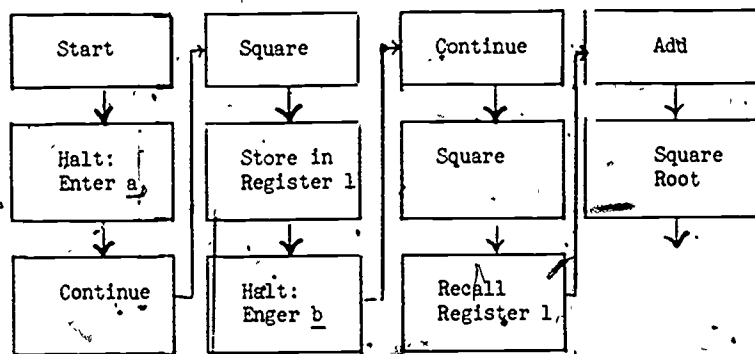 Start
Halt:
Enter a
Continue
Square
Store in
Register 1
Halt:
Enger b
Continue
Square
Recall
Register 1
Add
Square
Root